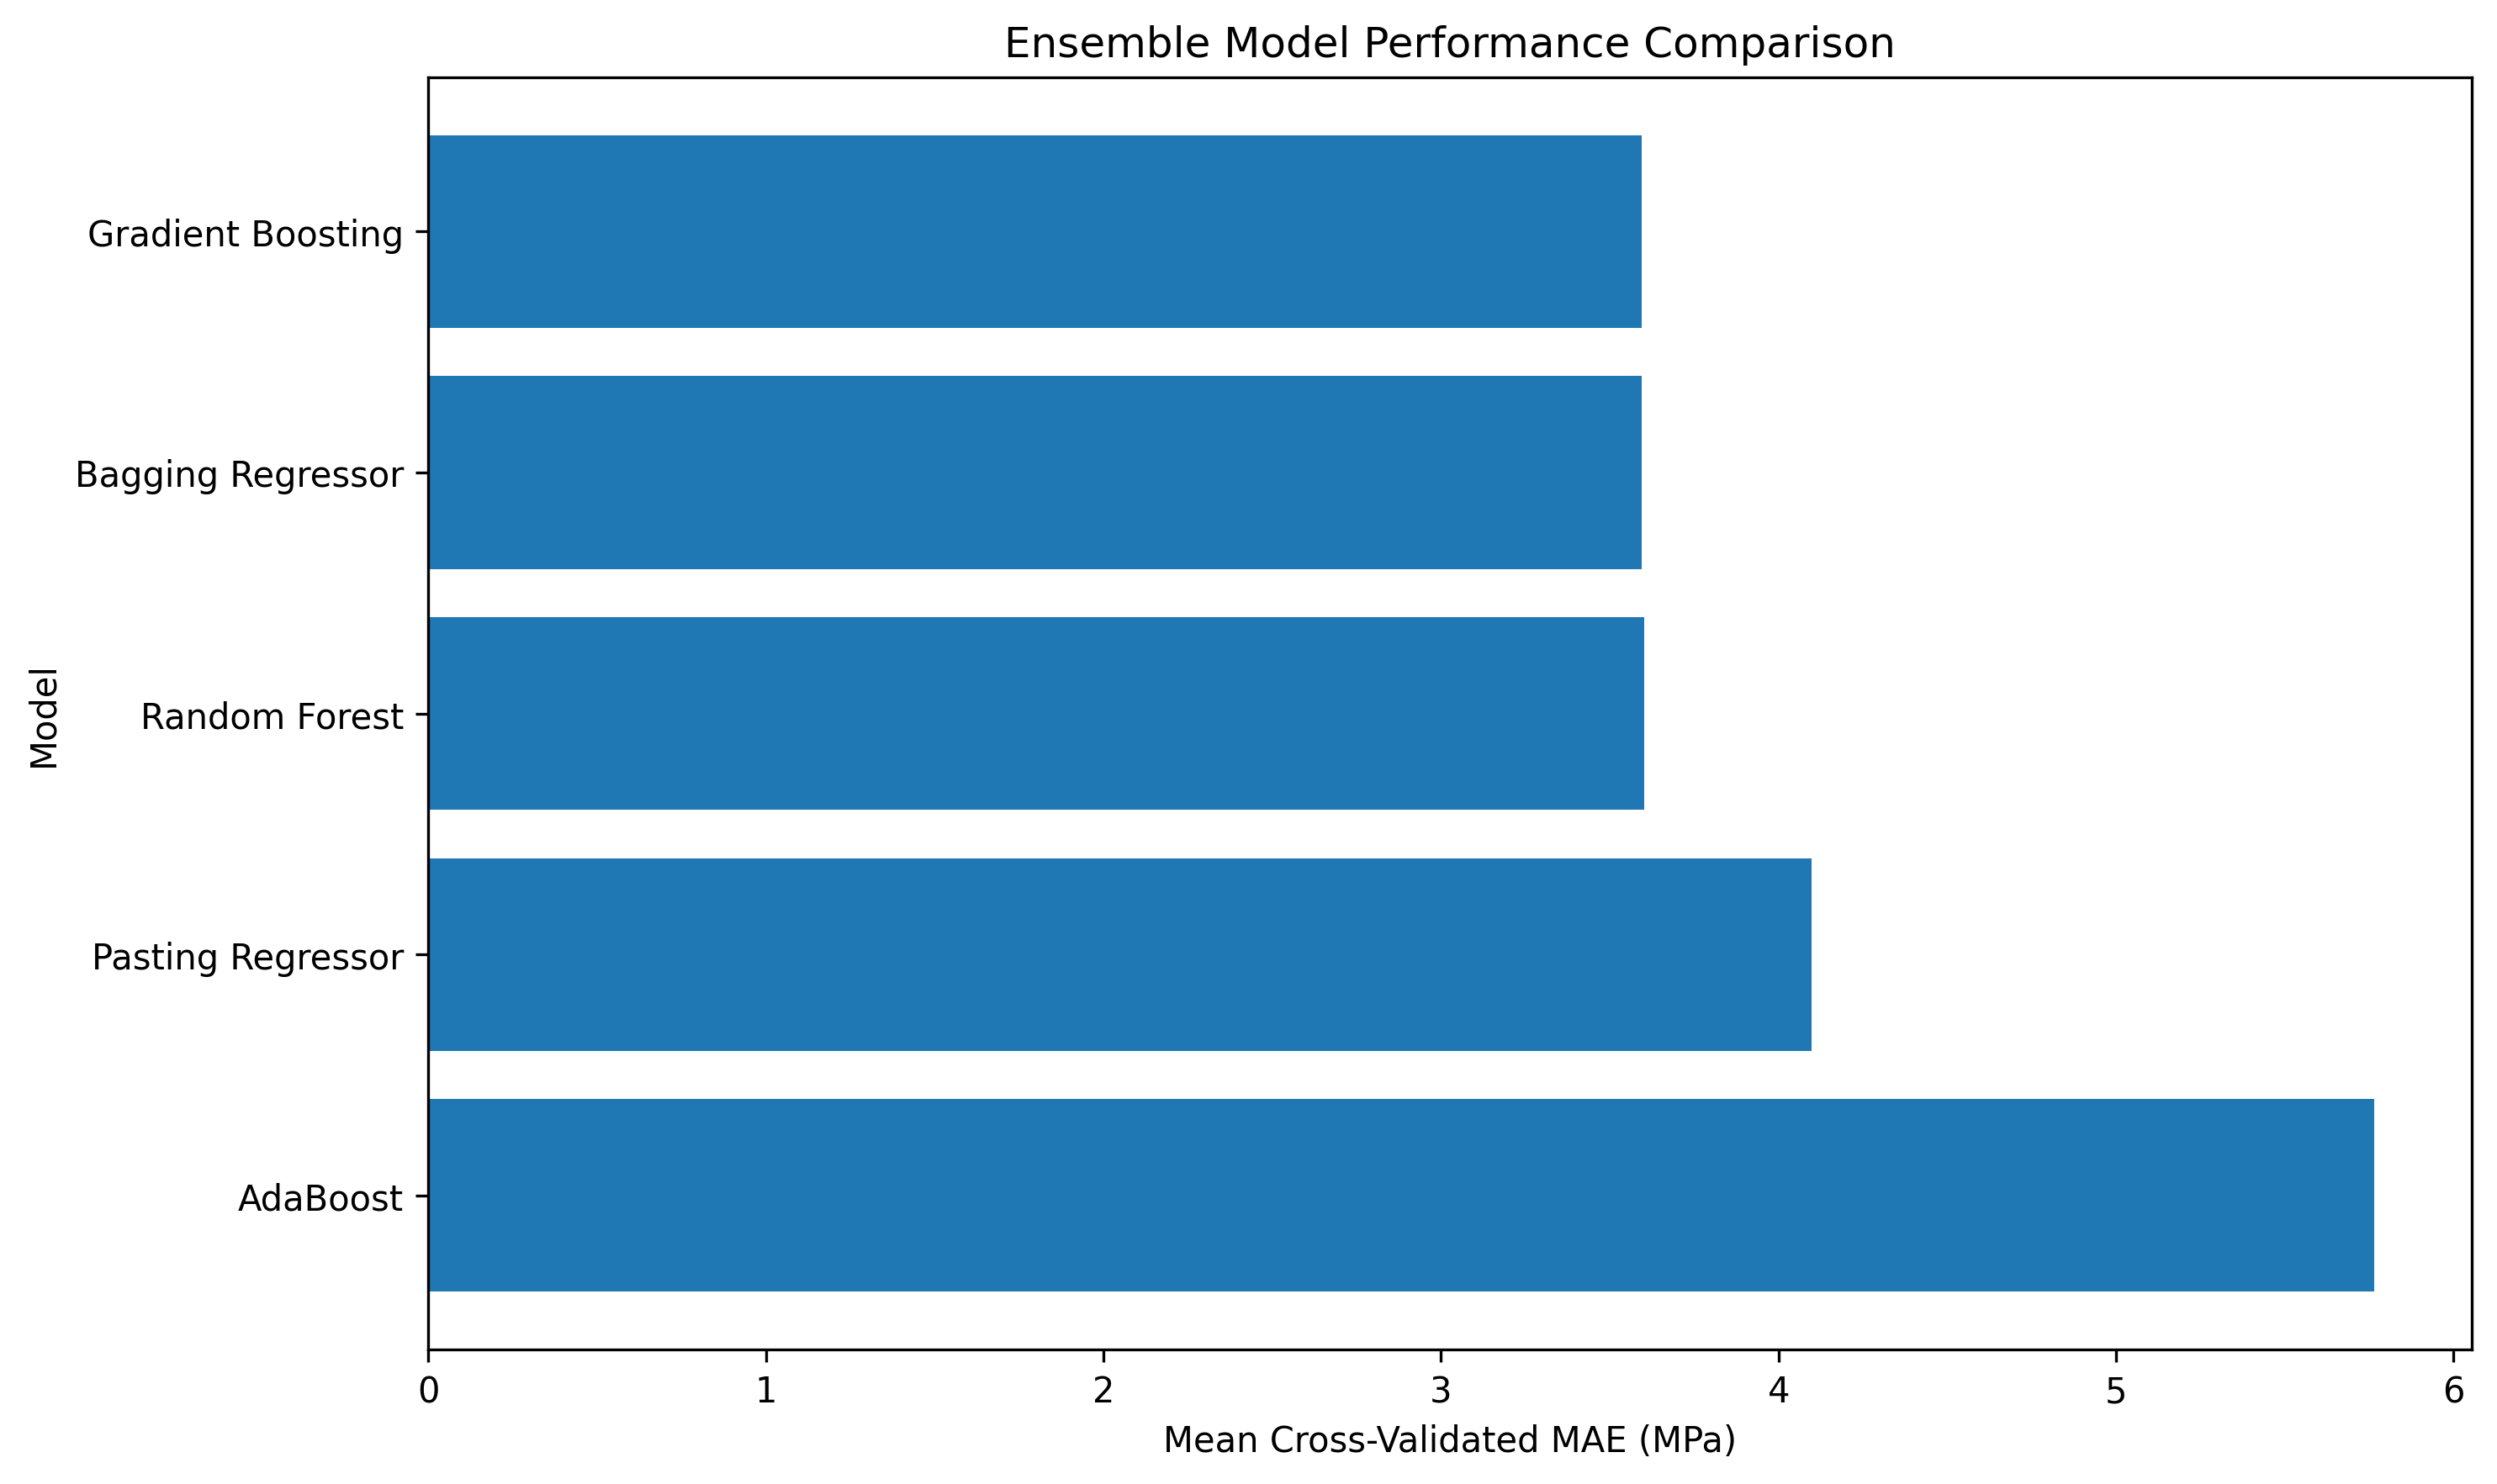 Ensemble Model Performance Comparison
Model
Gradient Boosting
Bagging Regressor
Random Forest
Pasting Regressor
AdaBoost
0 1 2 3 4 5 6
Mean Cross-Validated MAE (MPa)